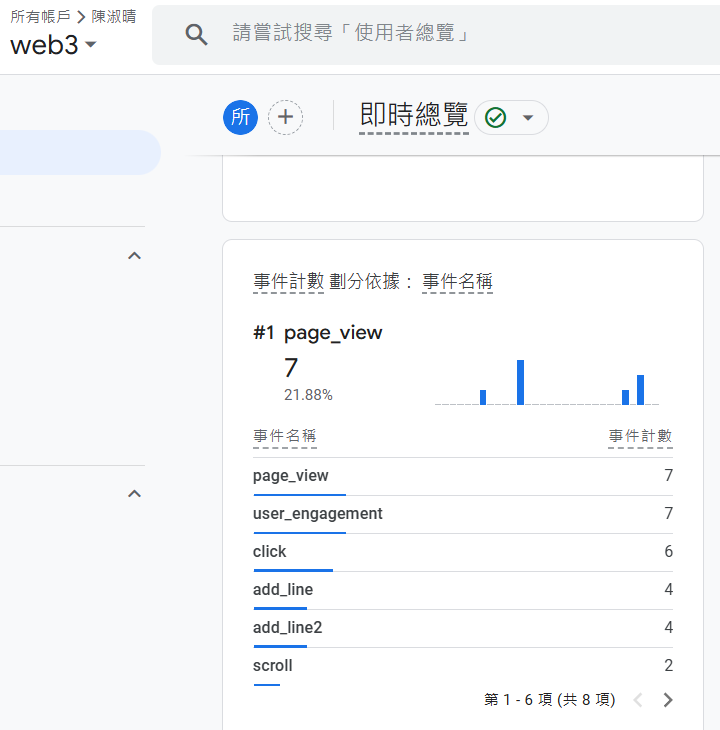 所有帳戶 > 陳淑晴
web3
請嘗試搜尋「使用者總覽」
所
即時總覽
事件計數 劃分依據： 事件名稱
#1 page_view
7
21.88%
事件名稱 事件計數
page_view 7
user_engagement 7
click 6
add_line 4
add_line2 4
scroll 2
第 1 - 6 項 (共 8 項)